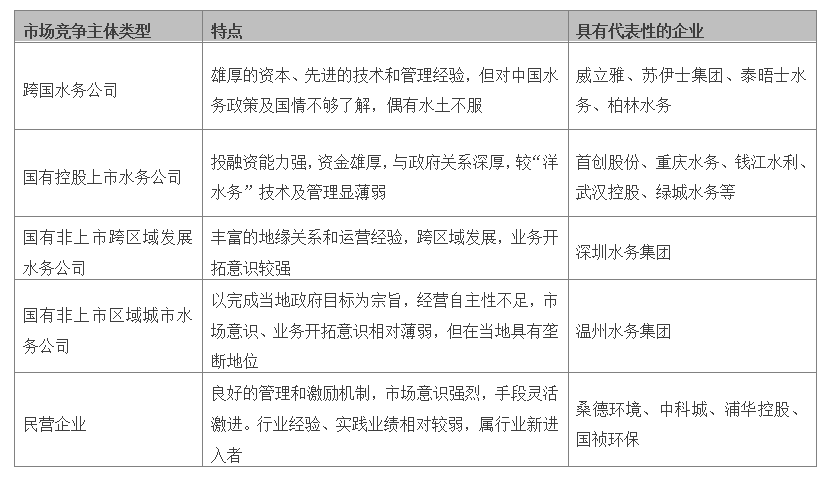 市场竞争主体类型 特点 具有代表性的企业
跨国水务公司
雄厚的资本、先进的技术和管理经验，但对中国水
务政策及国情不够了解，偶有水土不服
威立雅、苏伊士集团、泰晤士水
务、柏林水务
国有控股上市水务公司
投融资能力强，资金雄厚，与政府关系深厚，较“洋
水务”技术及管理显薄弱
首创股份、重庆水务、钱江水利、
武汉控股、绿城水务等
国有非上市跨区域发展
水务公司
丰富的地缘关系和运营经验，跨区域发展，业务开
拓意识较强
深圳水务集团
国有非上市区域城市水
务公司
以完成当地政府目标为宗旨，经营自主性不足，市
场意识、业务开拓意识相对薄弱，但在当地具有垄
断地位
温州水务集团
民营企业
良好的管理和激励机制，市场意识强烈，手段灵活
激进。行业经验、实践业绩相对较弱，属行业新进
入者
桑德环境、中科城、浦华控股、
国祯环保